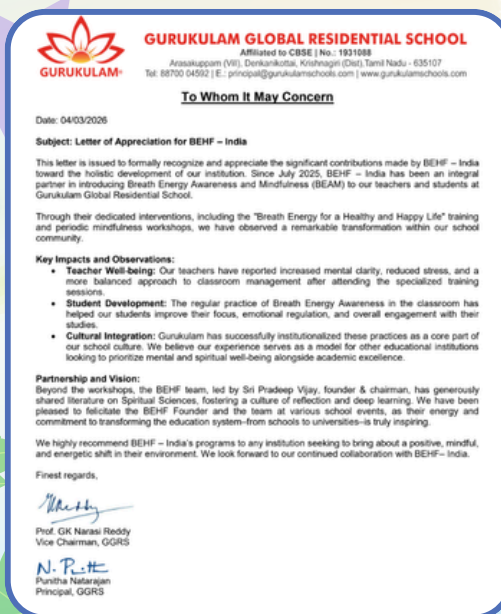 GURUKULAM GLOBAL RESIDENTIAL SCHOOL
Affiliated to CBSE | No.: 1931088
Arasakuppam (Vill), Denkanikottai, Krishnagiri (Dist).Tamil Nadu - 635107
Tel: 88700 04592 | E.: principal@gurukulamschools.com | www.gurukulamschools.com
GURUKULAM
To Whom It May Concern
Date: 04/03/2026
Subject: Letter of Appreciation for BEHF – India
This letter is issued to formally recognize and appreciate the significant contributions made by BEHF – India
toward the holistic development of our institution. Since July 2025, BEHF – India has been an integral
partner in introducing Breath Energy Awareness and Mindfulness (BEAM) to our teachers and students at
Gurukulam Global Residential School.
Through their dedicated interventions, including the "Breath Energy for a Healthy and Happy Life" training
and periodic mindfulness workshops, we have observed a remarkable transformation within our school
community.
Key Impacts and Observations:
• Teacher Well-being: Our teachers have reported increased mental clarity, reduced stress, and a
more balanced approach to classroom management after attending the specialized training
sessions.
• Student Development: The regular practice of Breath Energy Awareness in the classroom has
helped our students improve their focus, emotional regulation, and overall engagement with their
studies.
• Cultural Integration: Gurukulam has successfully institutionalized these practices as a core part of
our school culture. We believe our experience serves as a model for other educational institutions
looking to prioritize mental and spiritual well-being alongside academic excellence.
Partnership and Vision:
Beyond the workshops, the BEHF team, led by Sri Pradeep Vijay, founder & chairman, has generously
shared literature on Spiritual Sciences, fostering a culture of reflection and deep learning. We have been
pleased to felicitate the BEHF Founder and the team at various school events, as their energy and
commitment to transforming the education system–from schools to universities–is truly inspiring.
We highly recommend BEHF – India's programs to any institution seeking to bring about a positive, mindful,
and energetic shift in their environment. We look forward to our continued collaboration with BEHF– India.
Finest regards,
Prof. GK Narasi Reddy
Vice Chairman, GGRS
Punitha Natarajan
Principal, GGRS